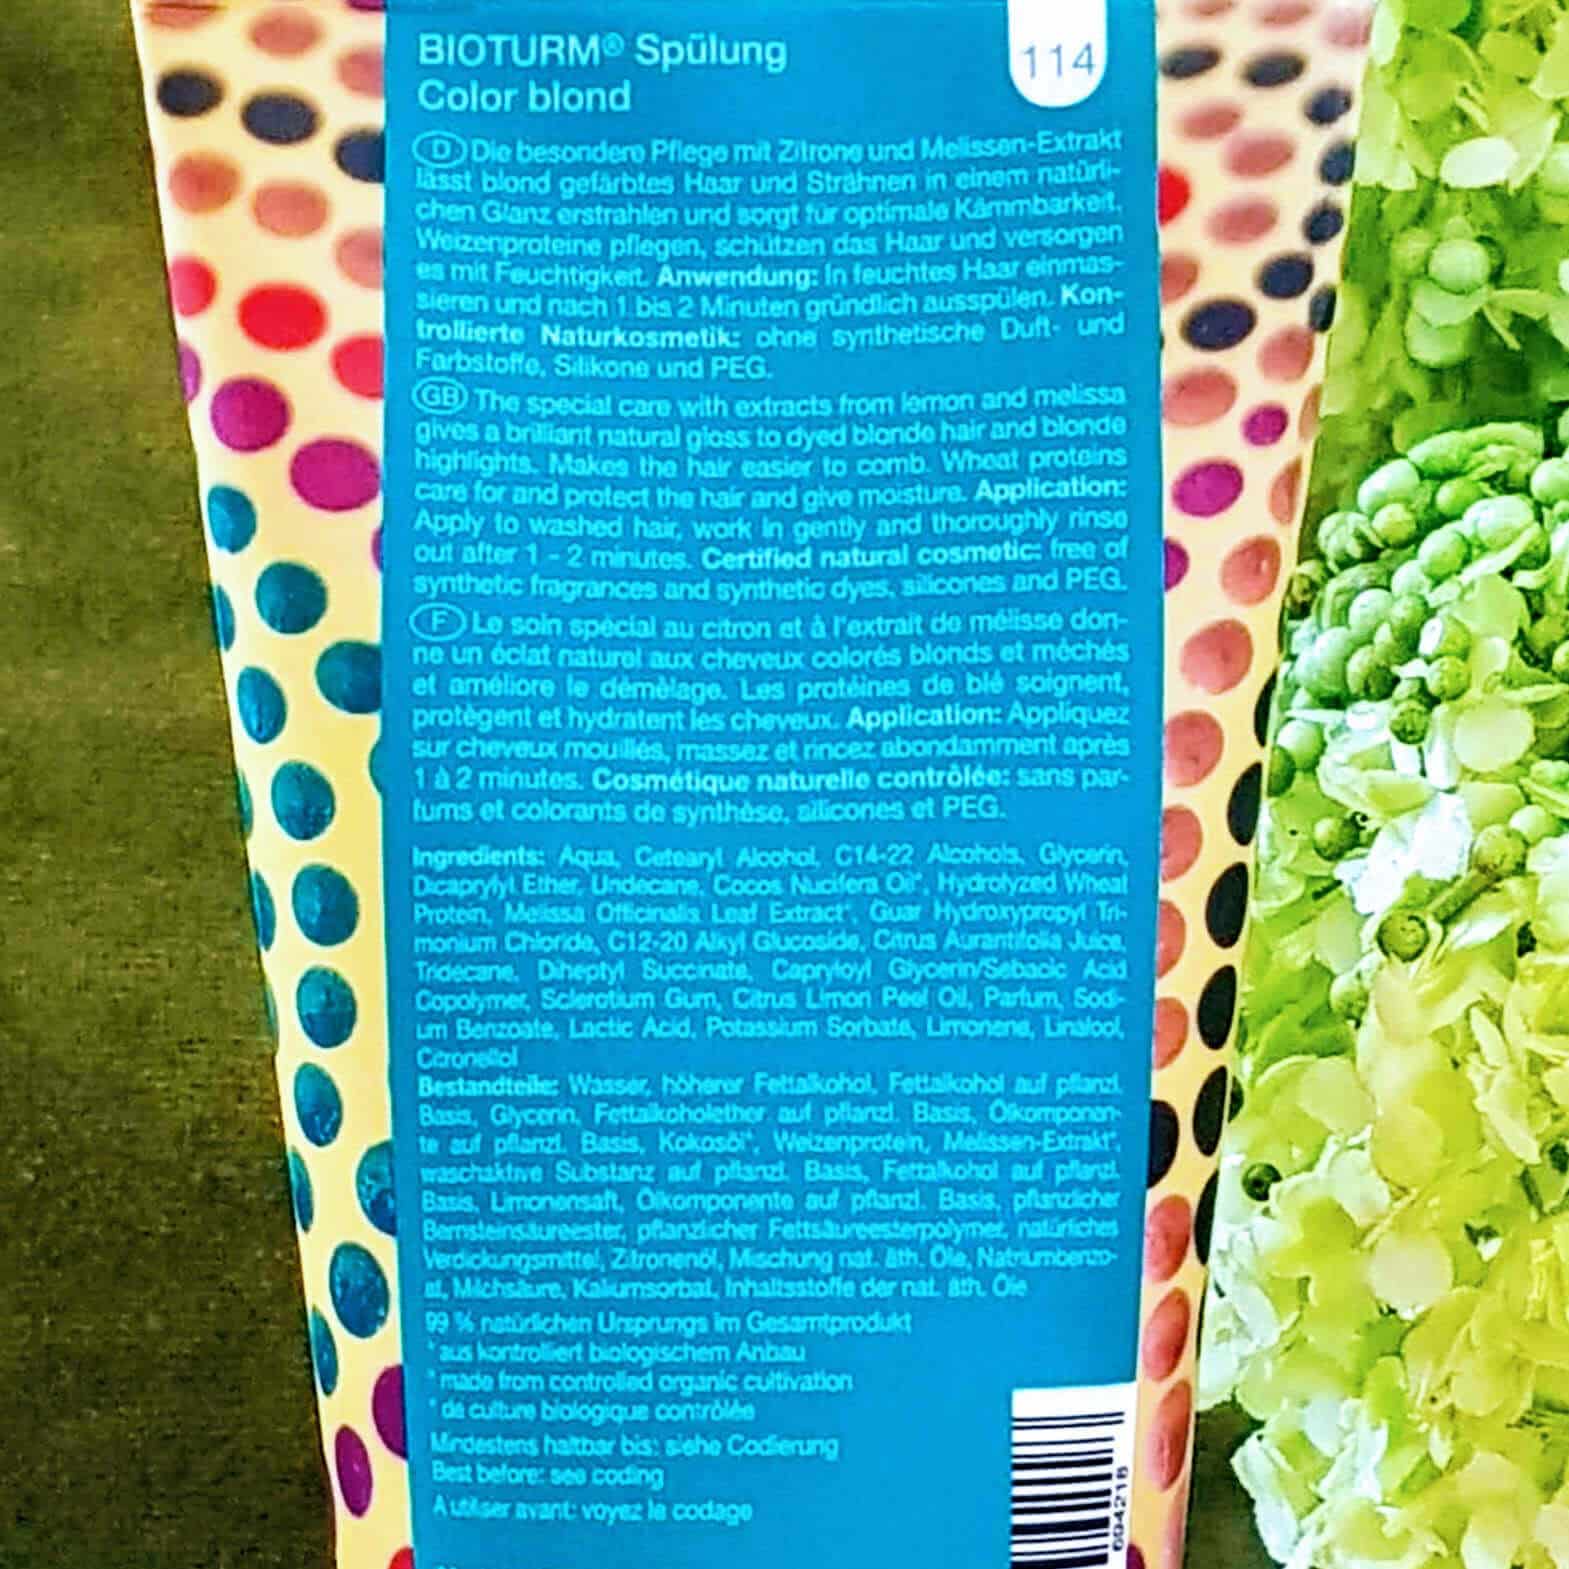 BIOTURM® Spülung
Color blond
114
D Die besondere Pflege mit Zitrone und Melissen-Extrakt
lässt blond gefärbtes Haar und Strähnen in einem natürli-
chen Glanz erstrahlen und sorgt für optimale Kämmbarkeit.
Weizenproteine pflegen, schützen das Haar und versorgen
es mit Feuchtigkeit. Anwendung: In feuchtes Haar einmas-
sieren und nach 1 bis 2 Minuten gründlich ausspülen. Kon-
trollierte Naturkosmetik: ohne synthetische Duft- und
Farbstoffe, Silikone und PEG.
GB The special care with extracts from lemon and melissa
gives a brilliant natural gloss to dyed blonde hair and blonde
highlights. Makes the hair easier to comb. Wheat proteins
care for and protect the hair and give moisture. Application:
Apply to washed hair, work in gently and thoroughly rinse
out after 1 - 2 minutes. Certified natural cosmetic: free of
synthetic fragrances and synthetic dyes, silicones and PEG.
F Le soin spécial au citron et à l'extrait de mélisse don-
ne un éclat naturel aux cheveux colorés blonds et méchés
et améliore le démêlage. Les protéines de blé soignent,
protègent et hydratent les cheveux. Application: Appliquez
sur cheveux mouillés, massez et rincez abondamment après
1 à 2 minutes. Cosmétique naturelle contrôlée: sans par-
fums et colorants de synthèse, silicones et PEG.
Ingredients: Aqua, Cetearyl Alcohol, C14-22 Alcohols, Glycerin,
Dicaprylyl Ether, Undecane, Cocos Nucifera Oil*, Hydrolyzed Wheat
Protein, Melissa Officinalis Leaf Extract*, Guar Hydroxypropyl Tri-
monium Chloride, C12-20 Alkyl Glucoside, Citrus Aurantifolia Juice,
Tridecane, Diheptyl Succinate, Capryloyl Glycerin/Sebacic Acid
Copolymer, Sclerotium Gum, Citrus Limon Peel Oil, Parfum, Sodi-
um Benzoate, Lactic Acid, Potassium Sorbate, Limonene, Linalool,
Citronellol
Bestandteile: Wasser, höherer Fettalkohol, Fettalkohol auf pflanzl.
Basis, Glycerin, Fettalkoholether auf pflanzl. Basis, Ölkomponen-
te auf pflanzl. Basis, Kokosöl*, Weizenprotein, Melissen-Extrakt*,
waschaktive Substanz auf pflanzl. Basis, Fettalkohol auf pflanzl.
Basis, Limonensaft, Ölkomponente auf pflanzl. Basis, pflanzlicher
Bernsteinsäureester, pflanzlicher Fettsäureesterpolymer, natürliches
Verdickungsmittel, Zitronenöl, Mischung nat. äth. Öle, Natriumbenzo-
at, Milchsäure, Kaliumsorbat, Inhaltsstoffe der nat. äth. Öle
99 % natürlichen Ursprungs im Gesamtprodukt
* aus kontrolliert biologischem Anbau
* made from controlled organic cultivation
* de culture biologique contrôlée
Mindestens haltbar bis: siehe Codierung
Best before: see coding
A utiliser avant: voyez le codage
694218